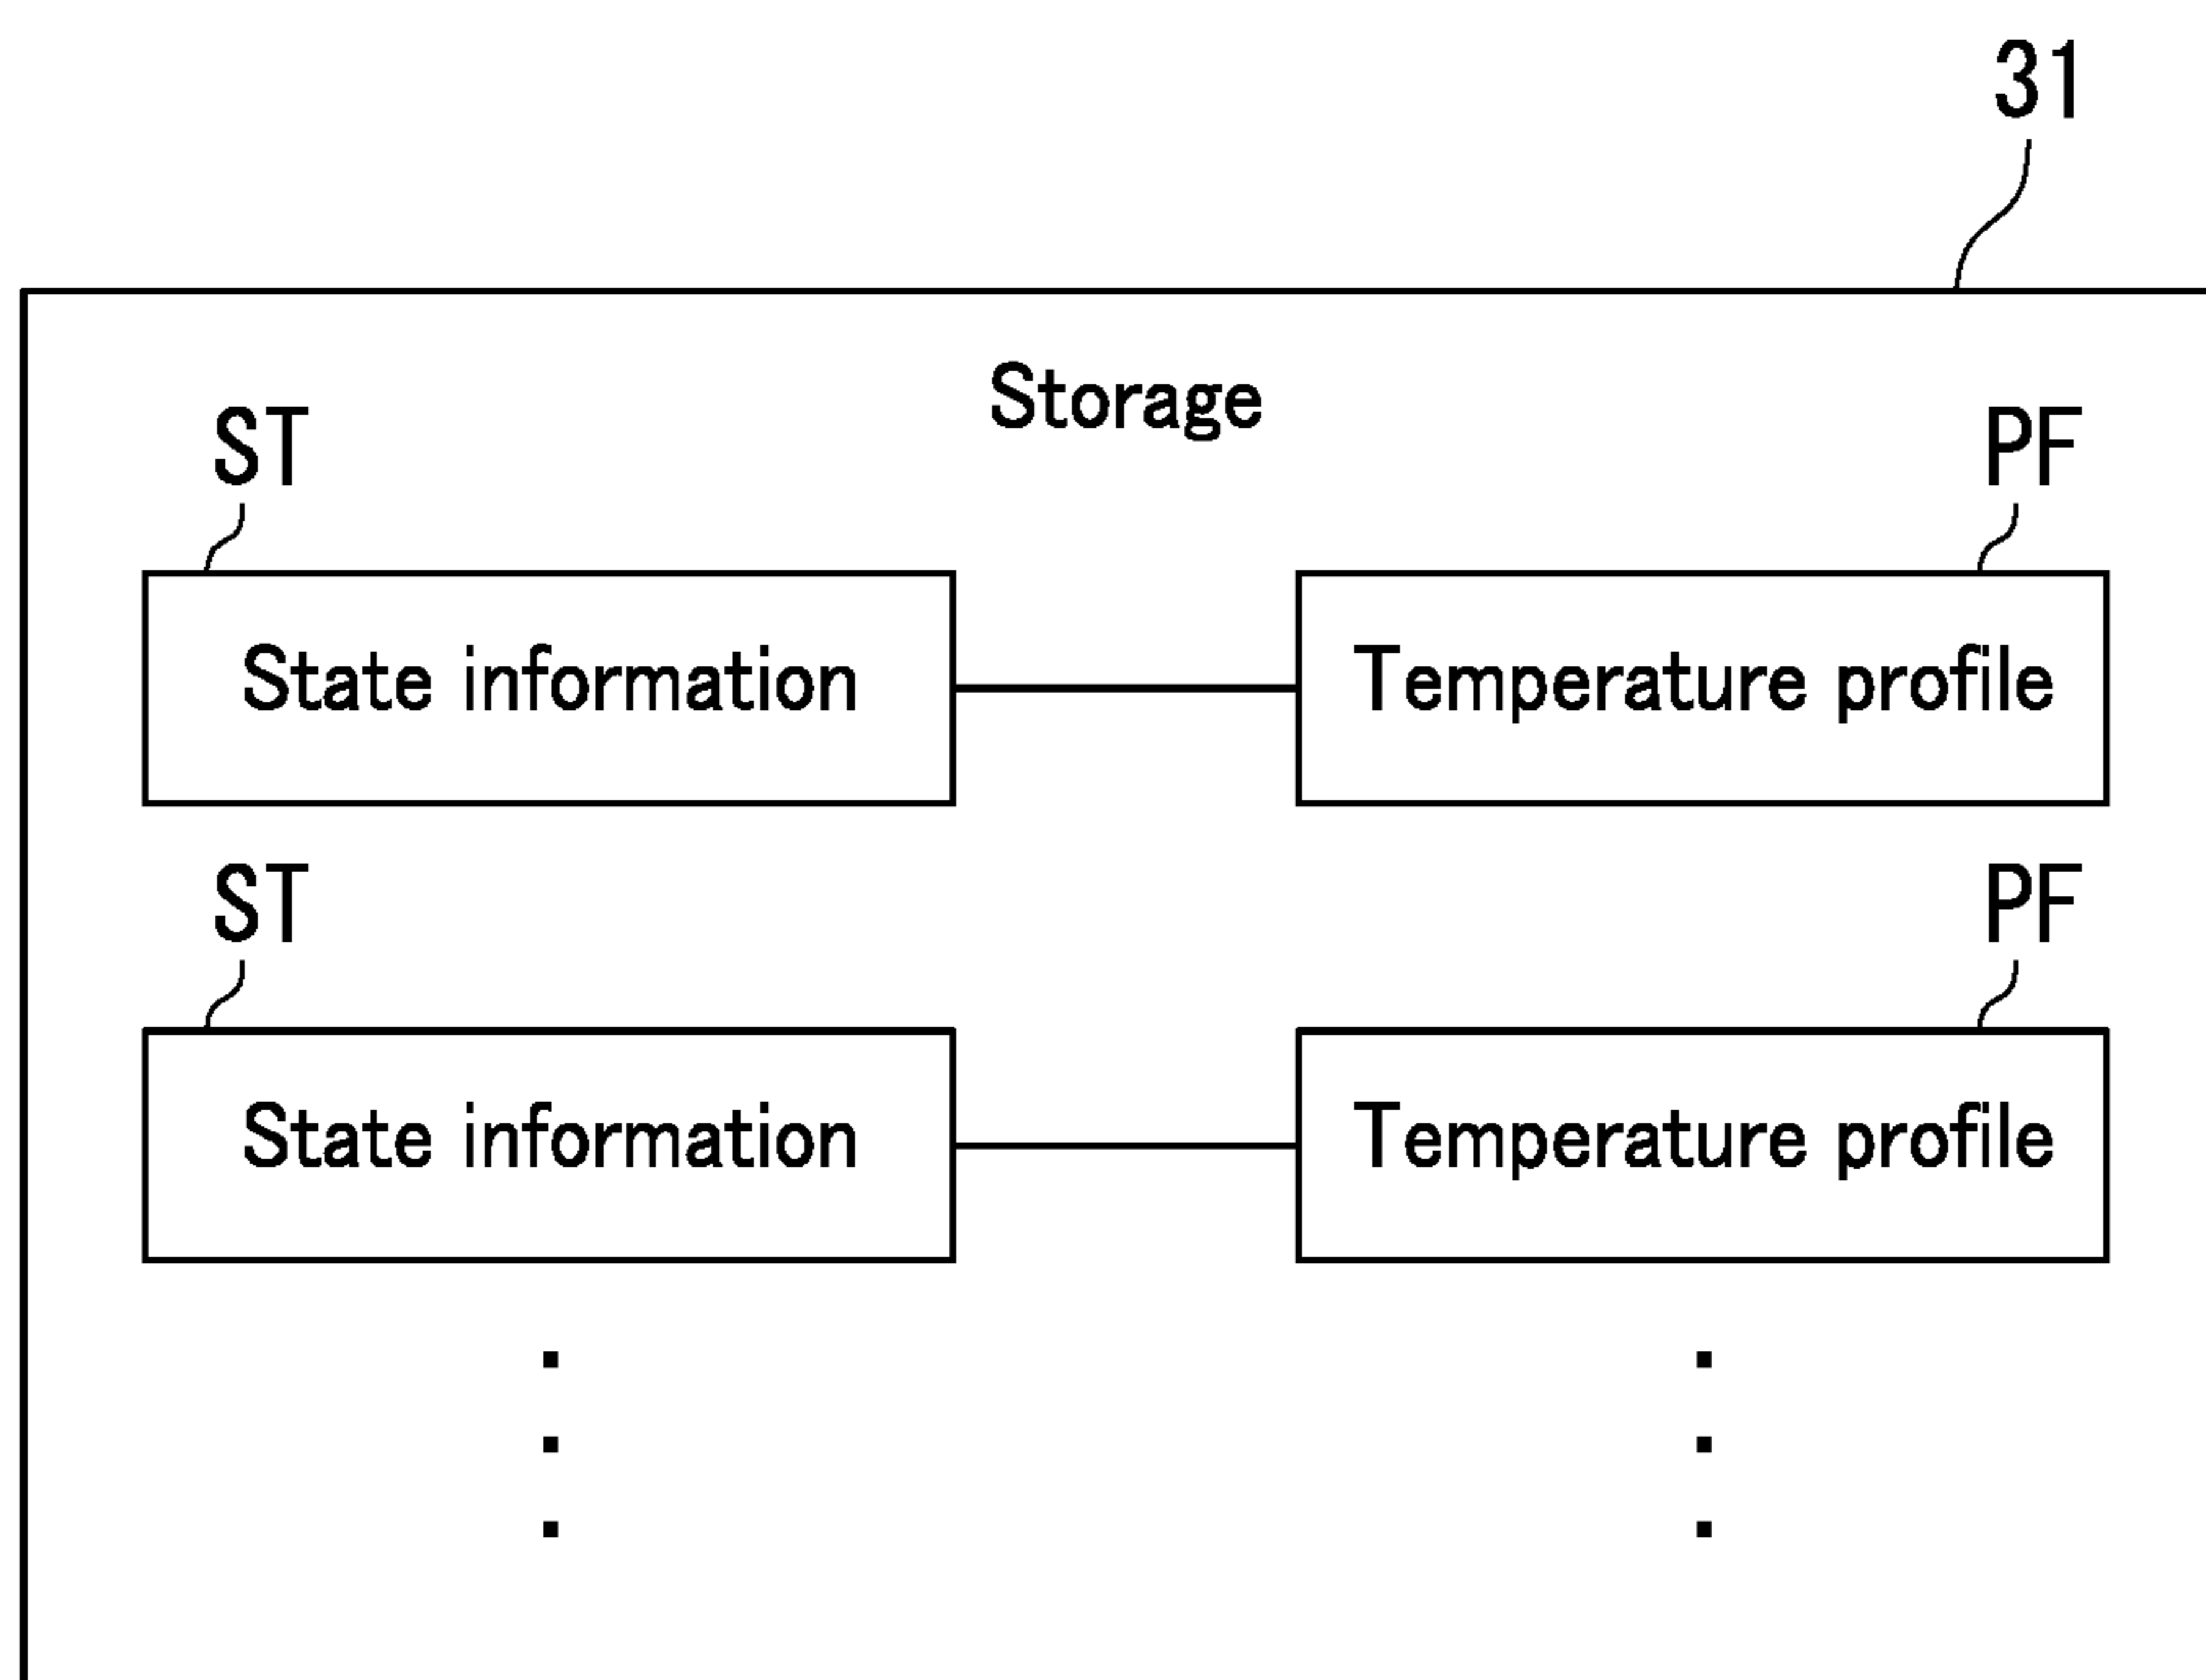 31
Storage
ST PF
State information Temperature profile
ST PF
State information Temperature profile